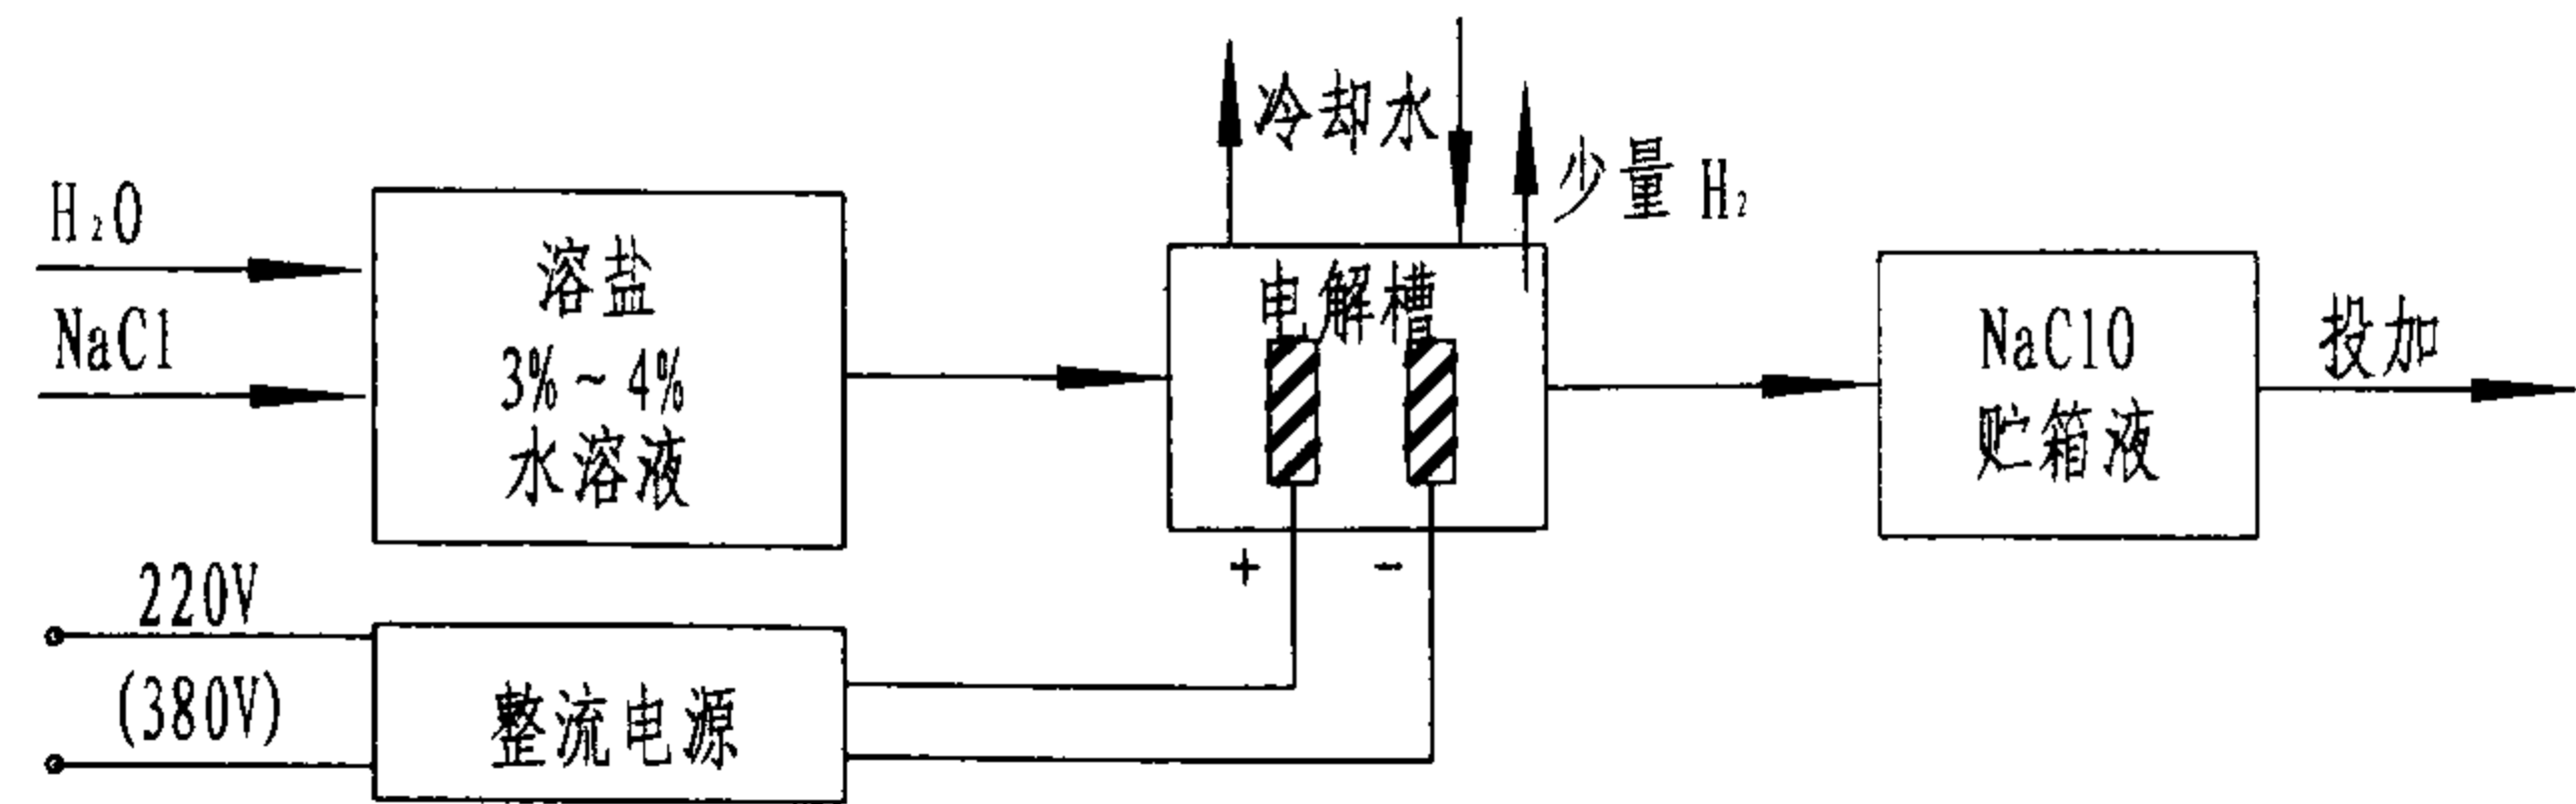 H₂O
NaCl
溶盐
3%~4%
水溶液
冷却水
少量 H₂
电解槽
+
-
NaClO
贮箱液
投加
220V
(380V)
整流电源